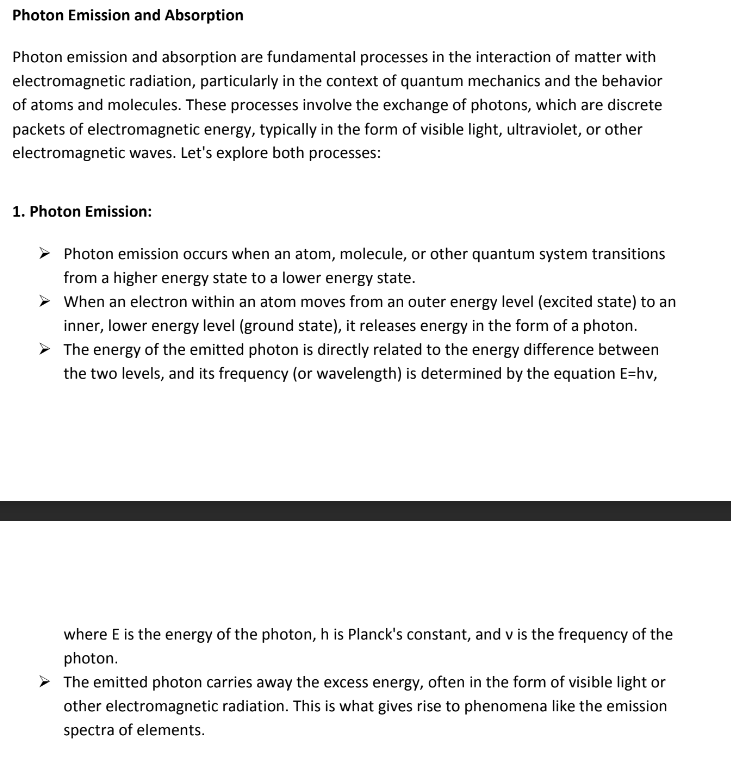 Photon Emission and Absorption
Photon emission and absorption are fundamental processes in the interaction of matter with
electromagnetic radiation, particularly in the context of quantum mechanics and the behavior
of atoms and molecules. These processes involve the exchange of photons, which are discrete
packets of electromagnetic energy, typically in the form of visible light, ultraviolet, or other
electromagnetic waves. Let's explore both processes:
1. Photon Emission:
➢ Photon emission occurs when an atom, molecule, or other quantum system transitions
from a higher energy state to a lower energy state.
➢ When an electron within an atom moves from an outer energy level (excited state) to an
inner, lower energy level (ground state), it releases energy in the form of a photon.
➢ The energy of the emitted photon is directly related to the energy difference between
the two levels, and its frequency (or wavelength) is determined by the equation E=hv,
where E is the energy of the photon, h is Planck's constant, and v is the frequency of the
photon.
➢ The emitted photon carries away the excess energy, often in the form of visible light or
other electromagnetic radiation. This is what gives rise to phenomena like the emission
spectra of elements.